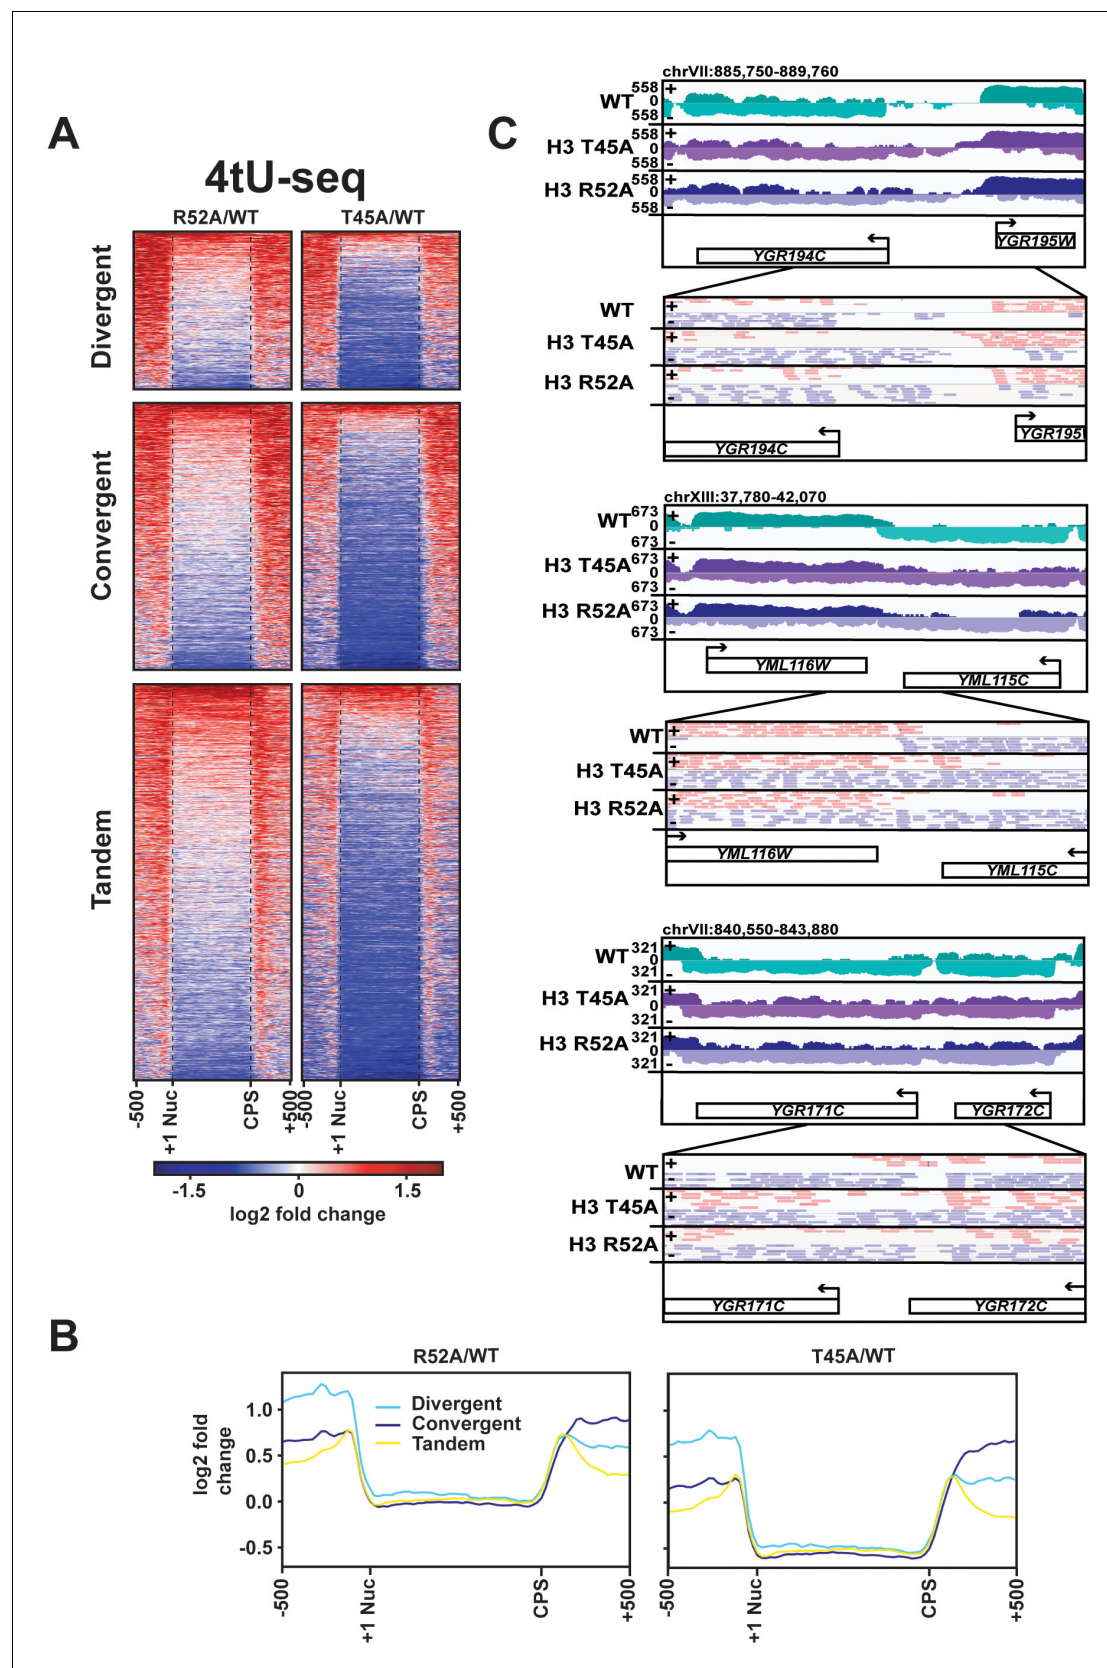 A
4tU-seq
R52A/WT
T45A/WT
Divergent
Convergent
Tandem
-500
+1 Nuc
CPS
+500
-500
+1 Nuc
CPS
+500
-1.5
0
1.5
log2 fold change
C
chrVII:885,750-889,760
WT
558
+
0
558
-
H3 T45A
558
+
0
558
-
H3 R52A
558
+
0
558
-
YGR194C
YGR195W
WT
+
-
H3 T45A
+
-
H3 R52A
+
-
YGR194C
YGR195
chrXIII:37,780-42,070
WT
673
+
0
673
-
H3 T45A
673
+
0
673
-
H3 R52A
673
+
0
673
-
YML116W
YML115C
WT
+
-
H3 T45A
+
-
H3 R52A
+
-
YML116W
YML115C
chrVII:840,550-843,880
WT
321
+
0
321
-
H3 T45A
321
+
0
321
-
H3 R52A
321
+
0
321
-
YGR171C
YGR172C
WT
+
-
H3 T45A
+
-
H3 R52A
+
-
YGR171C
YGR172C
B
R52A/WT
T45A/WT
Divergent
Convergent
Tandem
log2 fold
change
1.0
0.5
0.0
-0.5
-500
+1 Nuc
CPS
+500
-500
+1 Nuc
CPS
+500